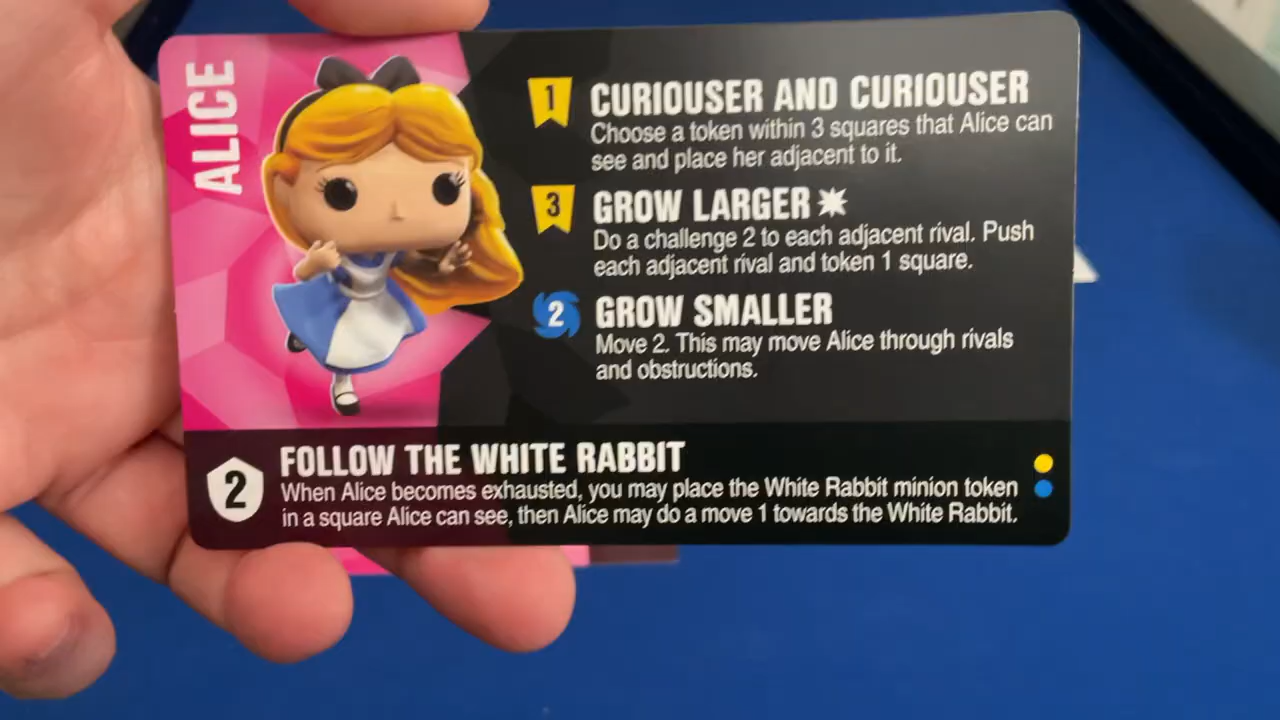 ALICE
1 CURIOUSER AND CURIOUSER
Choose a token within 3 squares that Alice can
see and place her adjacent to it.
3 GROW LARGER
Do a challenge 2 to each adjacent rival. Push
each adjacent rival and token 1 square.
2 GROW SMALLER
Move 2. This may move Alice through rivals
and obstructions.
2 FOLLOW THE WHITE RABBIT
When Alice becomes exhausted, you may place the White Rabbit minion token
in a square Alice can see, then Alice may do a move 1 towards the White Rabbit.